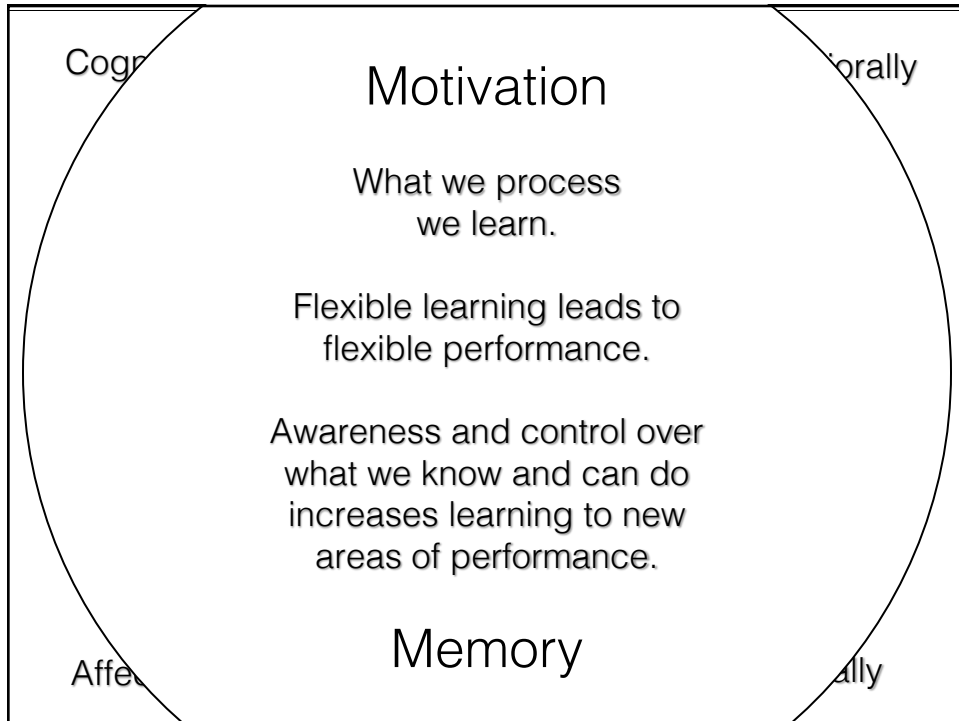 Motivation
What we process
we learn.
Flexible learning leads to
flexible performance.
Awareness and control over
what we know and can do
increases learning to new
areas of performance.
Memory